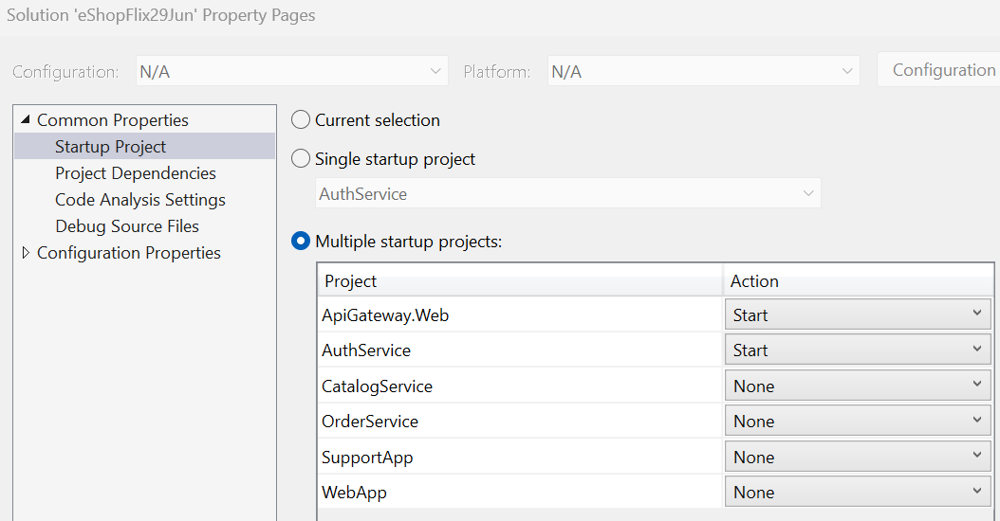 Solution 'eShopFlix29Jun' Property Pages
Configuration: N/A Platform: N/A Configuration
Common Properties
Startup Project
Project Dependencies
Code Analysis Settings
Debug Source Files
Configuration Properties
Current selection
Single startup project
AuthService
Multiple startup projects:
Project Action
ApiGateway.Web Start
AuthService Start
CatalogService None
OrderService None
SupportApp None
WebApp None